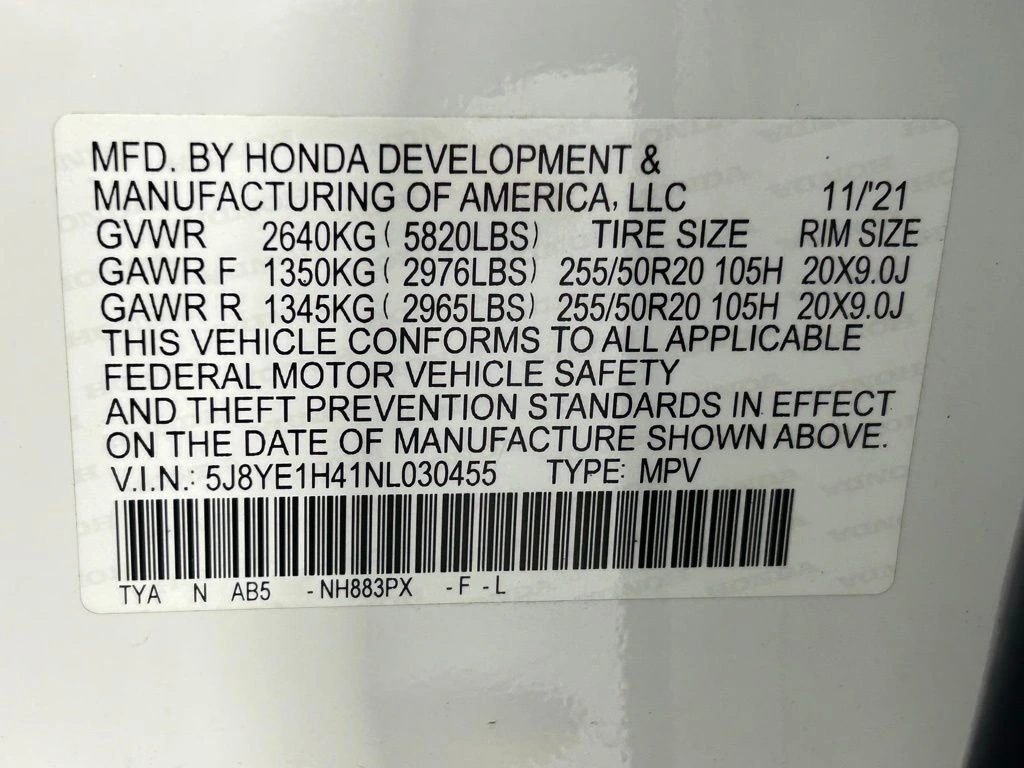 MFD. BY HONDA DEVELOPMENT &
MANUFACTURING OF AMERICA, LLC 11/'21
GVWR 2640KG ( 5820LBS) TIRE SIZE RIM SIZE
GAWR F 1350KG ( 2976LBS) 255/50R20 105H 20X9.0J
GAWR R 1345KG ( 2965LBS) 255/50R20 105H 20X9.0J
THIS VEHICLE CONFORMS TO ALL APPLICABLE
FEDERAL MOTOR VEHICLE SAFETY
AND THEFT PREVENTION STANDARDS IN EFFECT
ON THE DATE OF MANUFACTURE SHOWN ABOVE.
V.I.N.: 5J8YE1H41NL030455 TYPE: MPV
TYA N AB5 - NH883PX - F - L